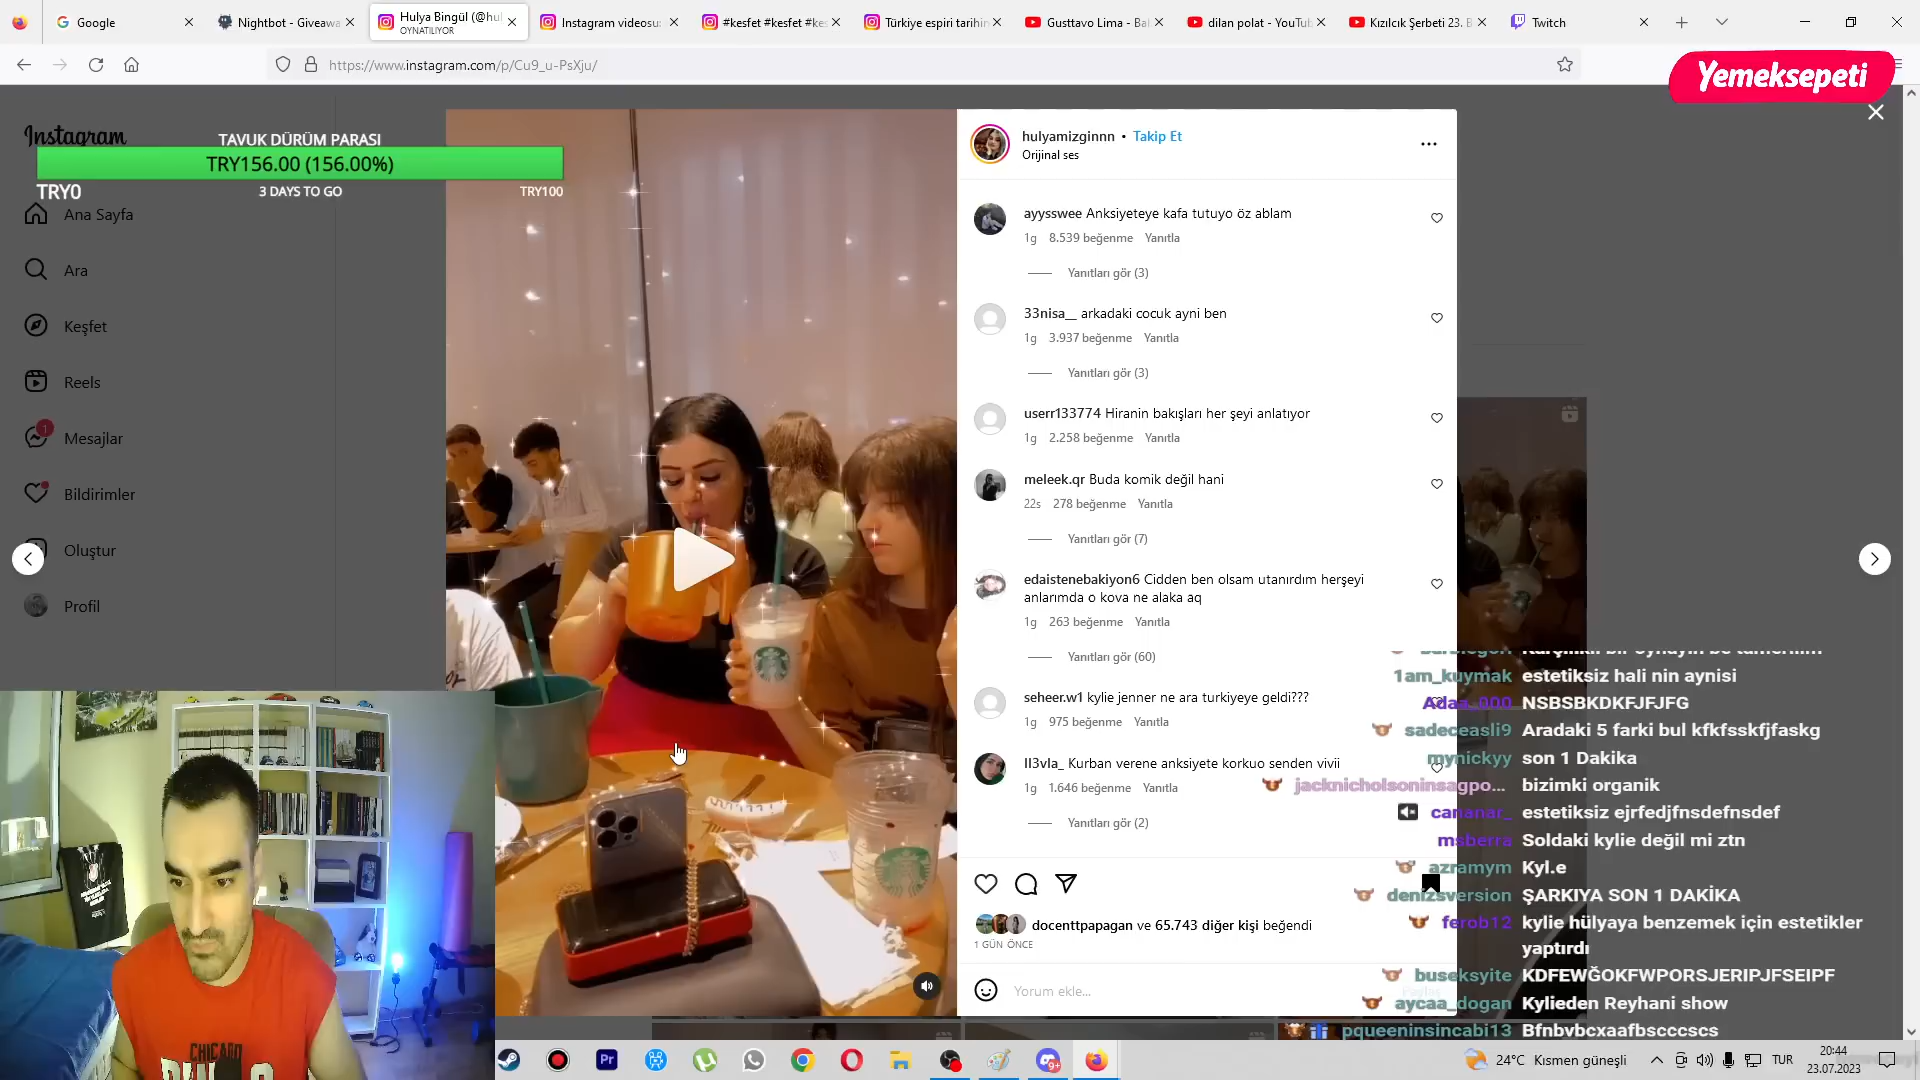 Google
Nightbot - Giveawa
Hulya Bingül (@hul
OYNATILIYOR
Instagram videosu
#kesfet #kesfet #kes
Türkiye espiri tarihin
Gusttavo Lima - Bal
dilan polat - YouTub
Kızılcık Şerbeti 23. B
Twitch
https://www.instagram.com/p/Cu9_u-PsXju/
Yemeksepeti
Instagram
TAVUK DÜRÜM PARASI
TRY156.00 (156.00%)
TRY0
3 DAYS TO GO
TRY100
Ana Sayfa
Ara
Keşfet
Reels
1
Mesajlar
Bildirimler
Oluştur
Profil
hulyamizginnn • Takip Et
Orijinal ses
ayysswee Anksiyeteye kafa tutuyo öz ablam
1g 8.539 beğenme Yanıtla
Yanıtları gör (3)
33nisa__ arkadaki cocuk ayni ben
1g 3.937 beğenme Yanıtla
Yanıtları gör (3)
userr133774 Hiranin bakışları her şeyi anlatıyor
1g 2.258 beğenme Yanıtla
meleek.qr Buda komik değil hani
22s 278 beğenme Yanıtla
Yanıtları gör (7)
edaistenebakiyon6 Cidden ben olsam utanırdım herşeyi
anlarımda o kova ne alaka aq
1g 263 beğenme Yanıtla
Yanıtları gör (60)
seheer.w1 kylie jenner ne ara turkiyeye geldi???
1g 975 beğenme Yanıtla
ll3vla_ Kurban verene anksiyete korkuo senden vivii
1g 1.646 beğenme Yanıtla
Yanıtları gör (2)
docenttpapagan ve 65.743 diğer kişi beğendi
1 GÜN ÖNCE
Yorum ekle...
1am_kuymak estetiksiz hali nin aynisi
Adaa_000 NSBSBKDKFJFJFG
sadeceasli9 Aradaki 5 farki bul kfkfsskfjfaskg
mynickyy son 1 Dakika
jacknicholsoninsagpo... bizimki organik
cananar_ estetiksiz ejrfedjfnsdefnsdef
msberra Soldaki kylie değil mi ztn
azramym Kyl.e
denizsversion ŞARKIYA SON 1 DAKİKA
ferob12 kylie hülyaya benzemek için estetikler
yaptırdı
buseksyite KDFEWĞOKFWPORSJERIPJFSEIPF
aycaa_dogan Kylieden Reyhani show
pqueeninsincabi13 Bfnbvbcxaafbscccscs
CHICAGO
Pr
9+
24°C Kısmen güneşli
TUR
20:44
23.07.2023